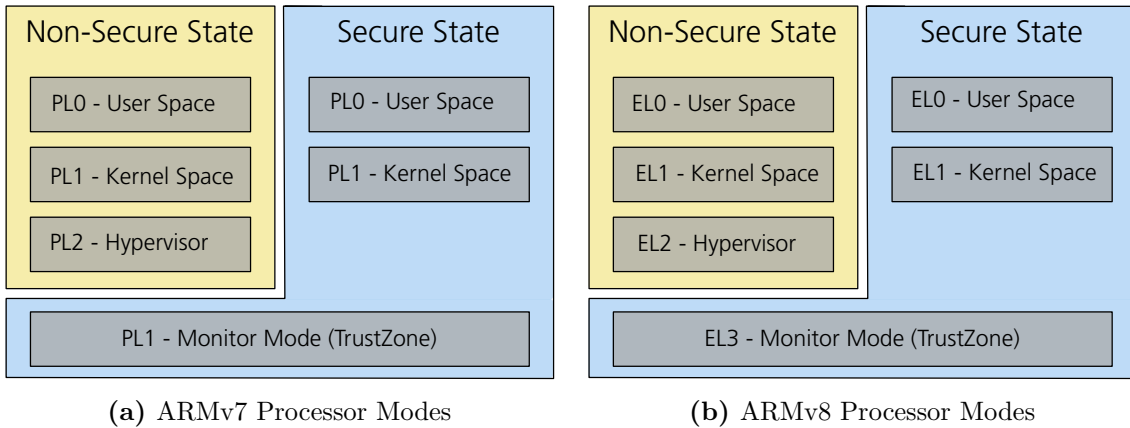 Non-Secure State
Secure State
PL0 - User Space
PL0 - User Space
PL1 - Kernel Space
PL1 - Kernel Space
PL2 - Hypervisor
PL1 - Monitor Mode (TrustZone)
(a) ARMv7 Processor Modes
Non-Secure State
Secure State
EL0 - User Space
EL0 - User Space
EL1 - Kernel Space
EL1 - Kernel Space
EL2 - Hypervisor
EL3 - Monitor Mode (TrustZone)
(b) ARMv8 Processor Modes